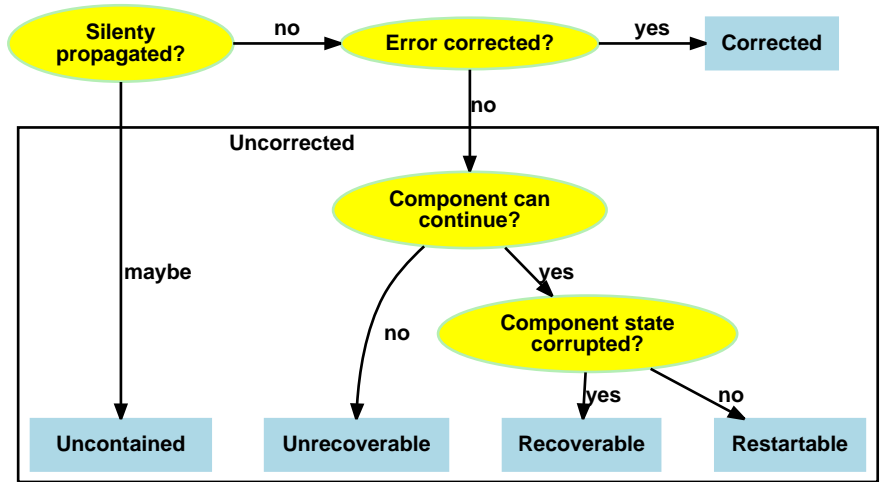 Silenty
propagated?
no
Error corrected?
yes
Corrected
no
Uncorrected
Component can
continue?
maybe
yes
no
Component state
corrupted?
yes
no
Uncontained
Unrecoverable
Recoverable
Restartable